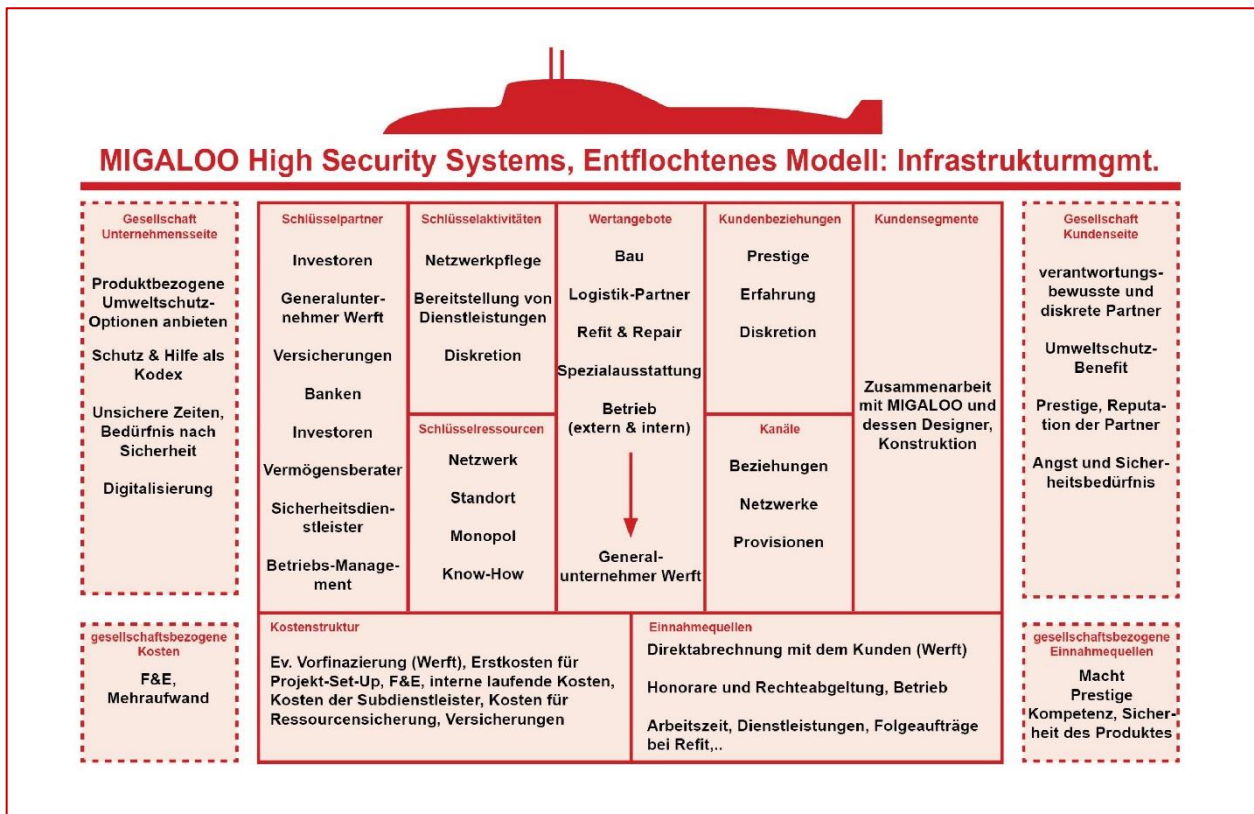 MIGALOO High Security Systems, Entflochtenes Modell: Infrastrukturmgmt.
Gesellschaft
Unternehmensseite
Produktbezogene
Umweltschutz-
Optionen anbieten
Schutz & Hilfe als
Kodex
Unsichere Zeiten,
Bedürfnis nach
Sicherheit
Digitalisierung
Schlüsselpartner
Investoren
Generalunter-
nehmer Werft
Versicherungen
Banken
Investoren
Vermögensberater
Sicherheitsdien-
stleister
Betriebs-Manage-
ment
Schlüsselaktivitäten
Netzwerkpflege
Bereitstellung von
Dienstleistungen
Diskretion
Schlüsselressourcen
Netzwerk
Standort
Monopol
Know-How
Wertangebote
Bau
Logistik-Partner
Refit & Repair
Spezialausstattung
Betrieb
(extern & intern)
General-
unternehmer Werft
Kundenbeziehungen
Prestige
Erfahrung
Diskretion
Kanäle
Beziehungen
Netzwerke
Provisionen
Kundensegmente
Zusammenarbeit
mit MIGALOO und
dessen Designer,
Konstruktion
Gesellschaft
Kundenseite
verantwortungs-
bewusste und
diskrete Partner
Umweltschutz-
Benefit
Prestige, Reputa-
tion der Partner
Angst und Sicher-
heitsbedürfnis
gesellschaftsbezogene
Kosten
F&E,
Mehraufwand
Kostenstruktur
Ev. Vorfinanzierung (Werft), Erstkosten für
Projekt-Set-Up, F&E, interne laufende Kosten,
Kosten der Subdienstleister, Kosten für
Ressourcensicherung, Versicherungen
Einnahmequellen
Direktabrechnung mit dem Kunden (Werft)
Honorare und Rechteabgeltung, Betrieb
Arbeitszeit, Dienstleistungen, Folgeaufträge
bei Refit,..
gesellschaftsbezogene
Einnahmequellen
Macht
Prestige
Kompetenz, Sicher-
heit des Produktes